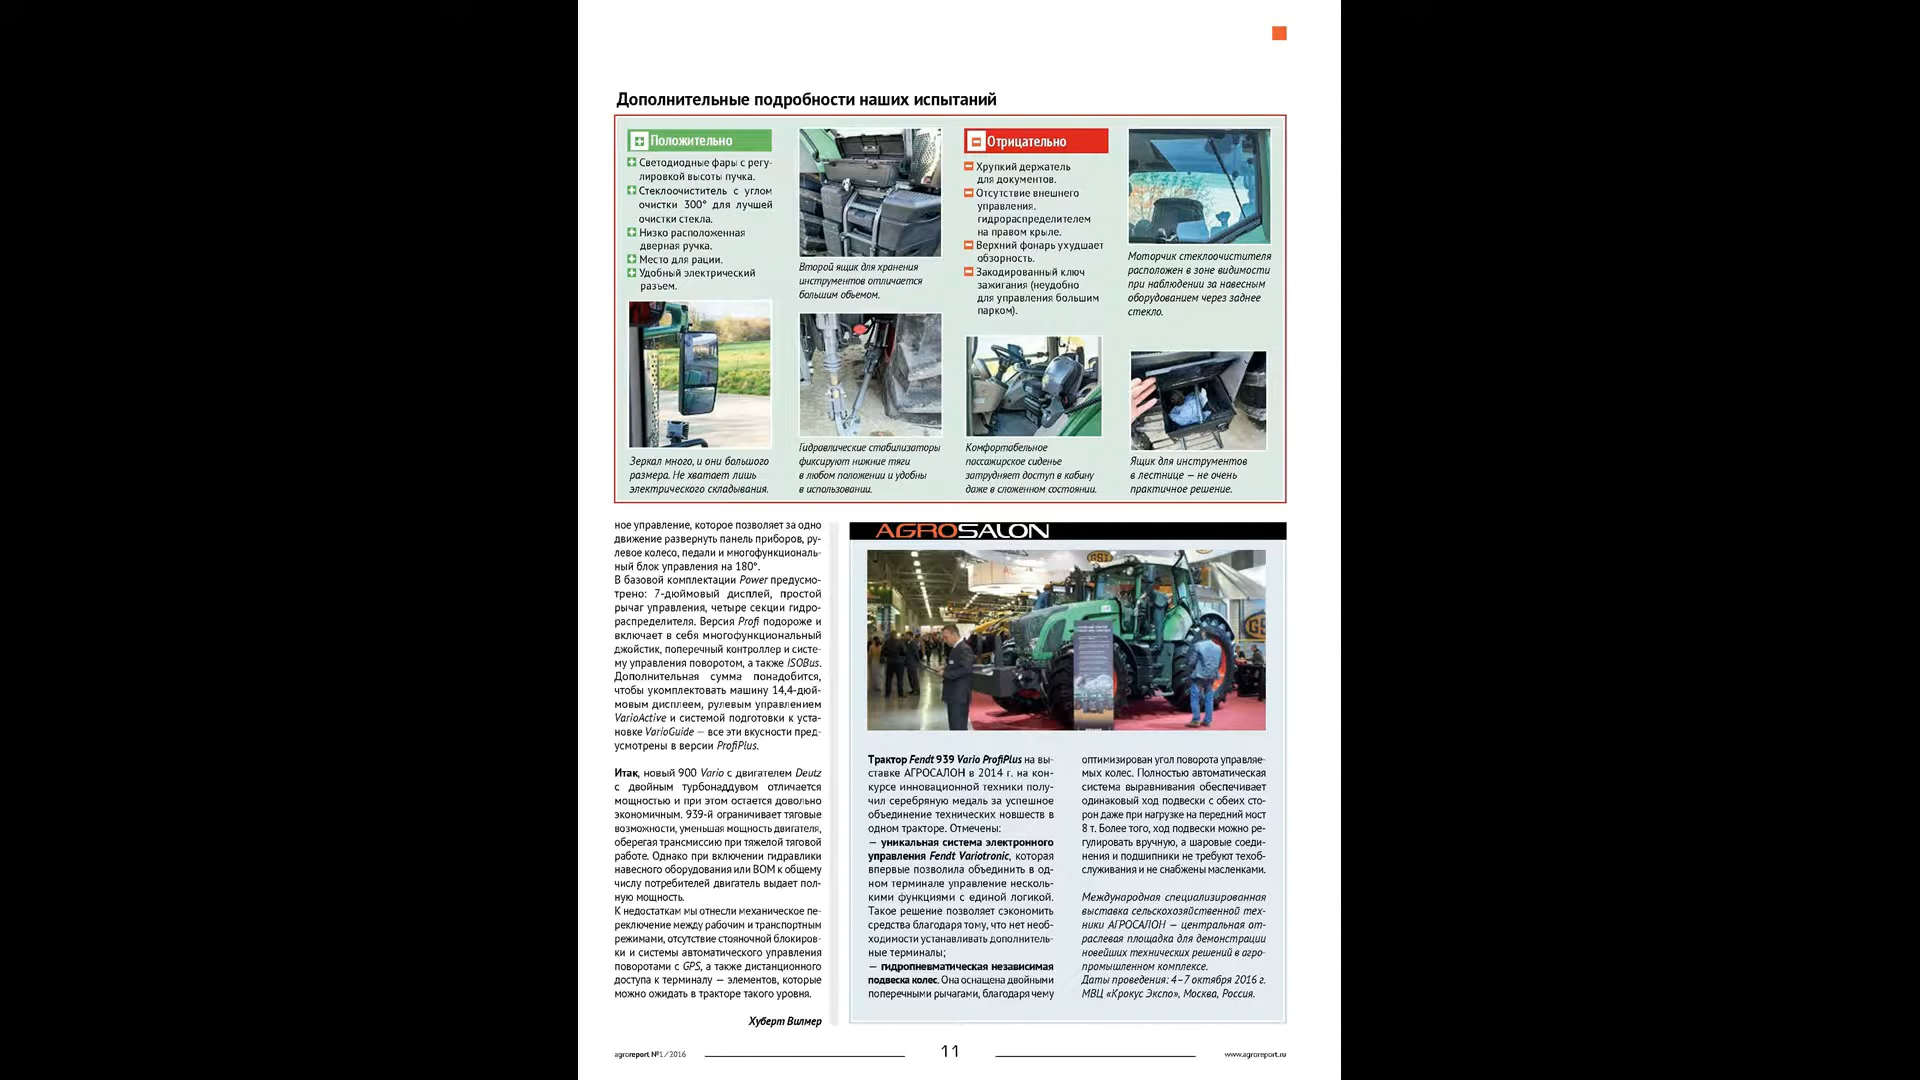 Дополнительные подробности наших испытаний
Положительно
Светодиодные фары с регу-
лировкой высоты пучка.
Стеклоочиститель с углом
очистки 300° для лучшей
очистки стекла.
Низко расположенная
дверная ручка.
Место для рации.
Удобный электрический
разъем.
Зеркал много, и они большого
размера. Не хватает лишь
электрического складывания.
Второй ящик для хранения
инструментов отличается
большим объемом.
Гидравлические стабилизаторы
фиксируют нижние тяги
в любом положении и удобны
в использовании.
Отрицательно
Хрупкий держатель
для документов.
Отсутствие внешнего
управления.
гидрораспределителем
на правом крыле.
Верхний фонарь ухудшает
обзорность.
Закодированный ключ
зажигания (неудобно
для управления большим
парком).
Комфортабельное
пассажирское сиденье
затрудняет доступ в кабину
даже в сложенном состоянии.
Моторчик стеклоочистителя
расположен в зоне видимости
при наблюдении за навесным
оборудованием через заднее
стекло.
Ящик для инструментов
в лестнице — не очень
практичное решение.
ное управление, которое позволяет за одно
движение развернуть панель приборов, ру-
левое колесо, педали и многофункциональ-
ный блок управления на 180°.
В базовой комплектации Power предусмо-
трено: 7-дюймовый дисплей, простой
рычаг управления, четыре секции гидро-
распределителя. Версия Profi подороже и
включает в себя многофункциональный
джойстик, поперечный контроллер и систе-
му управления поворотом, а также ISOBus.
Дополнительная сумма понадобится,
чтобы укомплектовать машину 14,4-дюй-
мовым дисплеем, рулевым управлением
VarioActive и системой подготовки к уста-
новке VarioGuide — все эти вкусности пред-
усмотрены в версии ProfiPlus.
Итак, новый 900 Vario с двигателем Deutz
с двойным турбонаддувом отличается
мощностью и при этом остается довольно
экономичным. 939-й ограничивает тяговые
возможности, уменьшая мощность двигателя,
оберегая трансмиссию при тяжелой тяговой
работе. Однако при включении гидравлики
навесного оборудования или ВОМ к общему
числу потребителей двигатель выдает пол-
ную мощность.
К недостаткам мы отнесли механическое пе-
реключение между рабочим и транспортным
режимами, отсутствие стояночной блокиров-
ки и системы автоматического управления
поворотами с GPS, а также дистанционного
доступа к терминалу — элементов, которые
можно ожидать в тракторе такого уровня.
Хуберт Вилмер
AGROSALON
GSI
Трактор Fendt 939 Vario ProfiPlus на вы-
ставке АГРОСАЛОН в 2014 г. на кон-
курсе инновационной техники полу-
чил серебряную медаль за успешное
объединение технических новшеств в
одном тракторе. Отмечены:
— уникальная система электронного
управления Fendt Variotronic, которая
впервые позволила объединить в од-
ном терминале управление несколь-
кими функциями с единой логикой.
Такое решение позволяет сэкономить
средства благодаря тому, что нет необ-
ходимости устанавливать дополнитель-
ные терминалы;
— гидропневматическая независимая
подвеска колес. Она оснащена двойными
поперечными рычагами, благодаря чему
оптимизирован угол поворота управляе-
мых колес. Полностью автоматическая
система выравнивания обеспечивает
одинаковый ход подвески с обеих сто-
рон даже при нагрузке на передний мост
8 т. Более того, ход подвески можно ре-
гулировать вручную, а шаровые соеди-
нения и подшипники не требуют техоб-
служивания и не снабжены масленками.
Международная специализированная
выставка сельскохозяйственной тех-
ники АГРОСАЛОН — центральная от-
раслевая площадка для демонстрации
новейших технических решений в агро-
промышленном комплексе.
Даты проведения: 4–7 октября 2016 г.
МВЦ «Крокус Экспо», Москва, Россия.
agroreport №1/2016
11
www.agroreport.ru